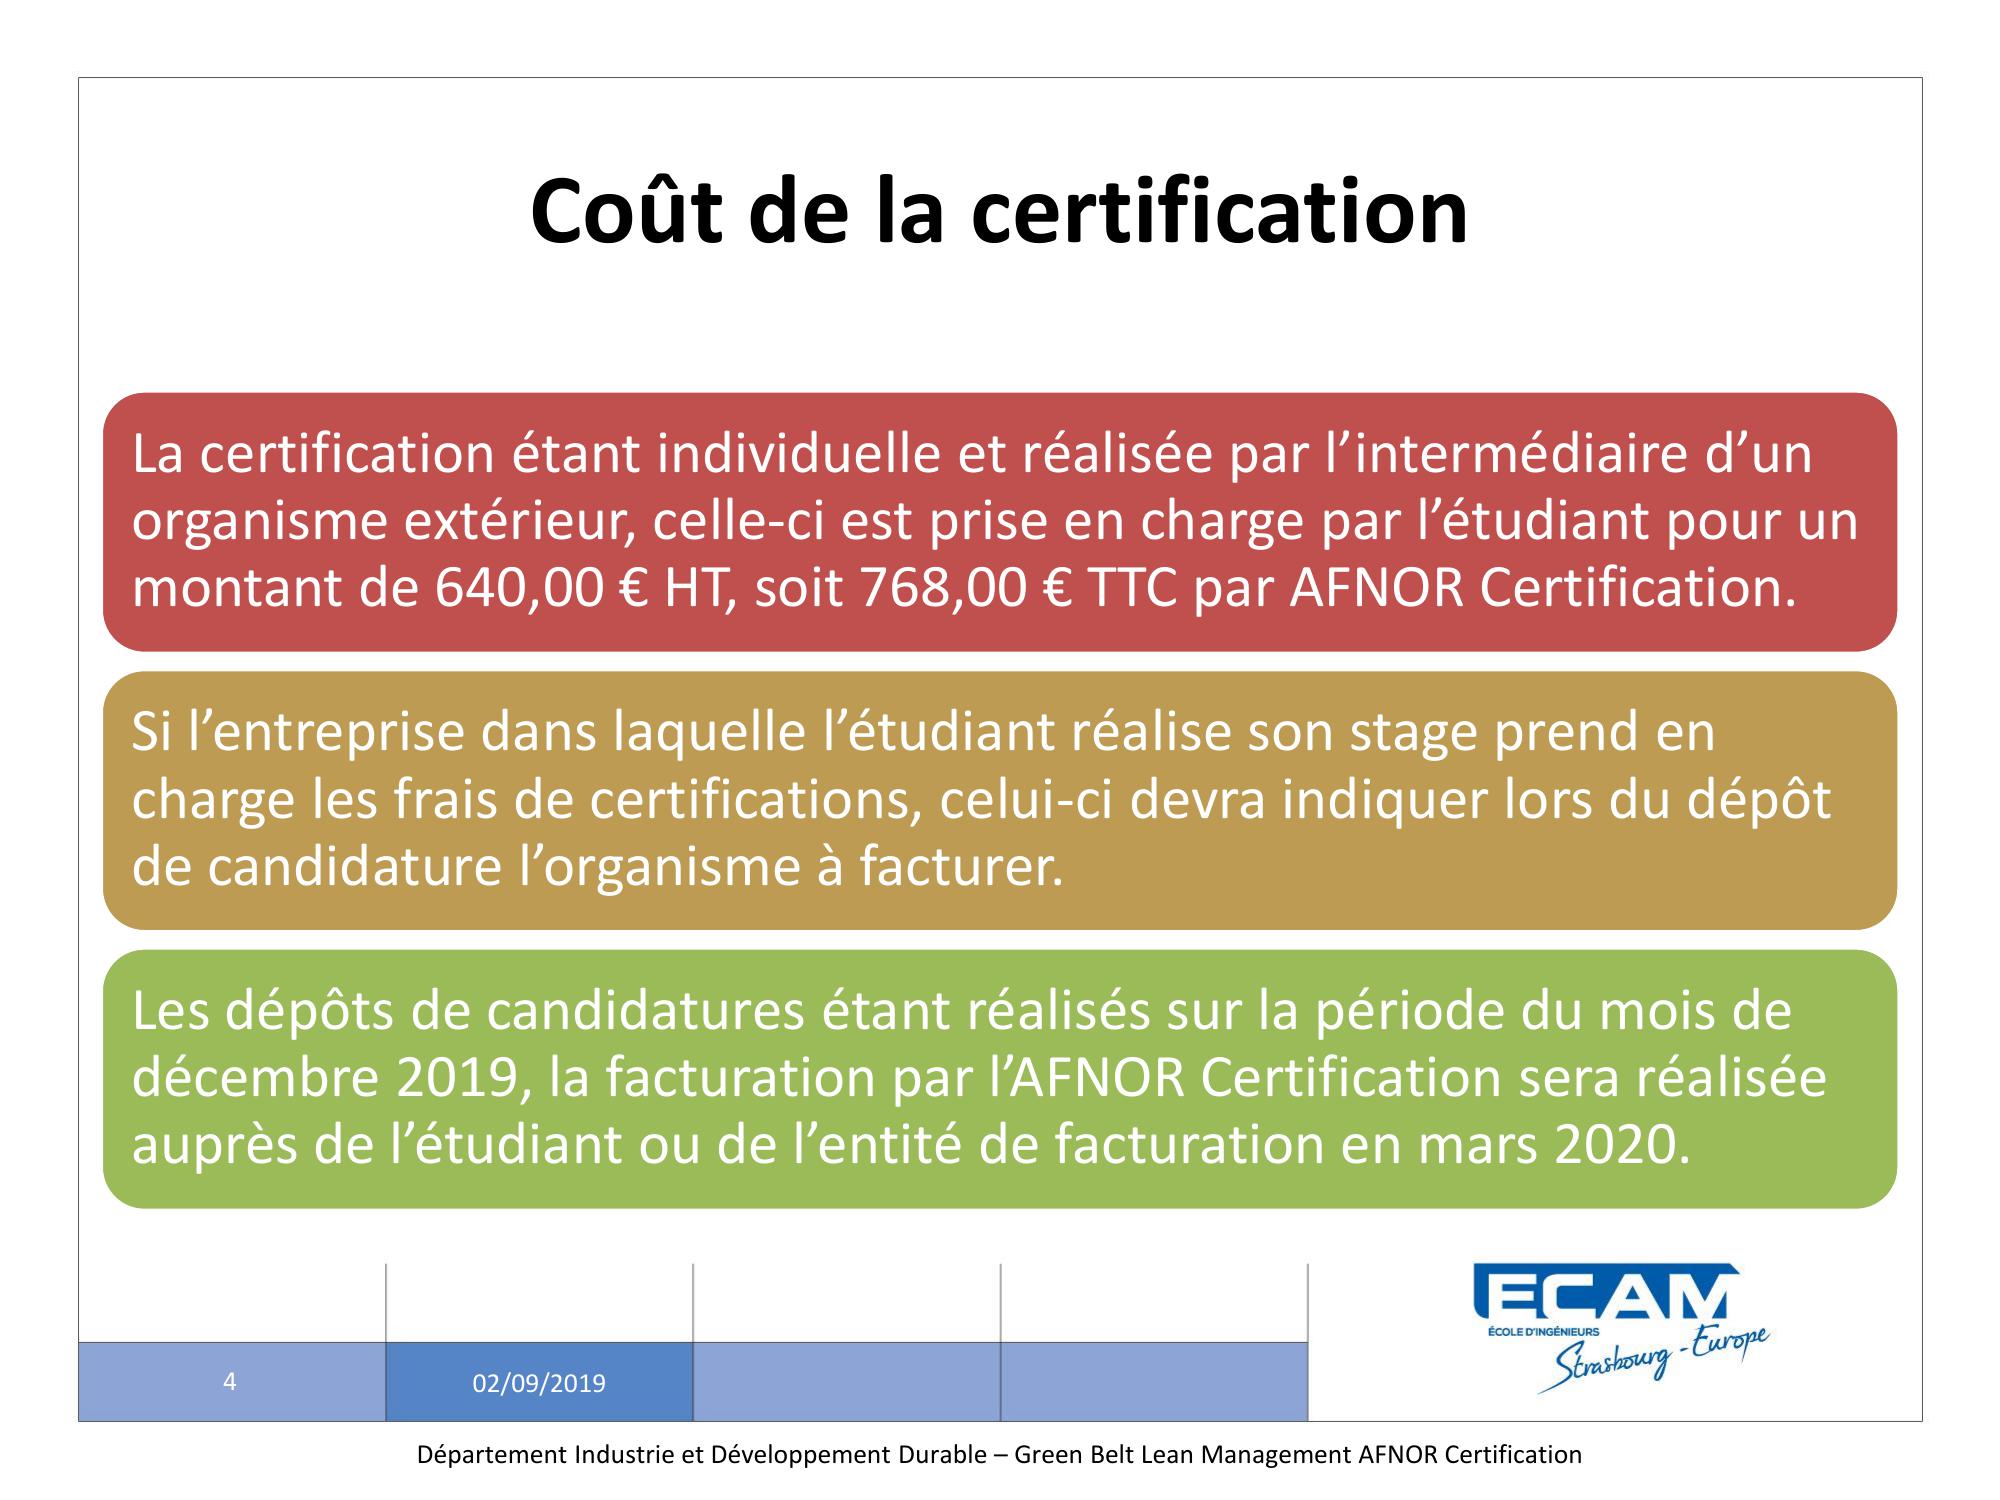 Coût de la certification
La certification étant individuelle et réalisée par l’intermédiaire d’un
organisme extérieur, celle-ci est prise en charge par l’étudiant pour un
montant de 640,00 € HT, soit 768,00 € TTC par AFNOR Certification.
Si l’entreprise dans laquelle l’étudiant réalise son stage prend en
charge les frais de certifications, celui-ci devra indiquer lors du dépôt
de candidature l’organisme à facturer.
Les dépôts de candidatures étant réalisés sur la période du mois de
décembre 2019, la facturation par l’AFNOR Certification sera réalisée
auprès de l’étudiant ou de l’entité de facturation en mars 2020.
ECAM
ÉCOLE D'INGÉNIEURS
Strasbourg - Europe
4
02/09/2019
Département Industrie et Développement Durable – Green Belt Lean Management AFNOR Certification